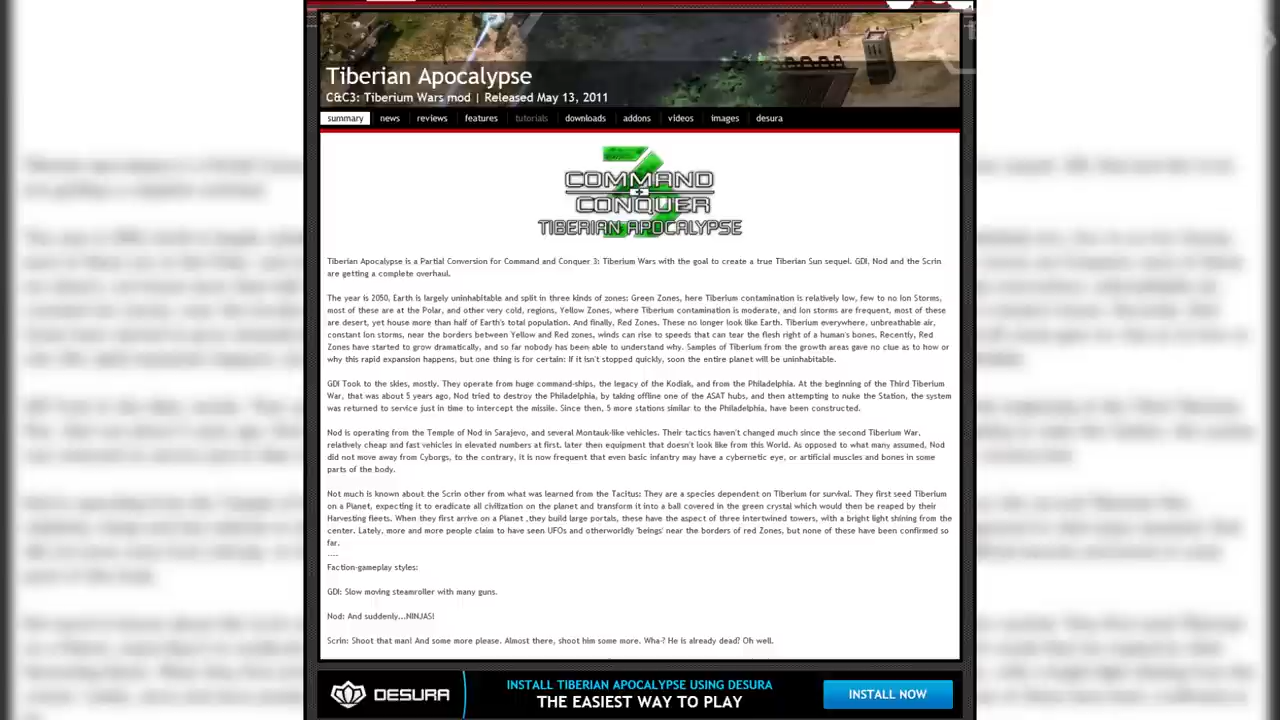 Tiberian Apocalypse
C&C3: Tiberium Wars mod | Released May 13, 2011
summary news reviews features tutorials downloads addons videos images desura
COMMAND
CONQUER
TIBERIAN APOCALYPSE
Tiberian Apocalypse is a Partial Conversion for Command and Conquer 3: Tiberium Wars with the goal to create a true Tiberian Sun sequel. GDI, Nod and the Scrin
are getting a complete overhaul.
The year is 2050, Earth is largely uninhabitable and split in three kinds of zones: Green Zones, here Tiberium contamination is relatively low, few to no Ion Storms,
most of these are at the Polar, and other very cold, regions, Yellow Zones, where Tiberium contamination is moderate, and Ion storms are frequent, most of these
are desert, yet house more than half of Earth's total population. And finally, Red Zones. These no longer look like Earth. Tiberium everywhere, unbreathable air,
constant Ion storms, near the borders between Yellow and Red zones, winds can rise to speeds that can tear the flesh right of a human's bones. Recently, Red
Zones have started to grow dramatically, and so far nobody has been able to understand why. Samples of Tiberium from the growth areas gave no clue as to how or
why this rapid expansion happens, but one thing is for certain: If it isn't stopped quickly, soon the entire planet will be uninhabitable.
GDI Took to the skies, mostly. They operate from huge command-ships, the legacy of the Kodiak, and from the Philadelphia. At the beginning of the Third Tiberium
War, that was about 5 years ago, Nod tried to destroy the Philadelphia, by taking offline one of the ASAT hubs, and then attempting to nuke the Station, the system
was returned to service just in time to intercept the missile. Since then, 5 more stations similar to the Philadelphia, have been constructed.
Nod is operating from the Temple of Nod in Sarajevo, and several Montauk-like vehicles. Their tactics haven't changed much since the second Tiberium War,
relatively cheap and fast vehicles in elevated numbers at first, later then equipment that doesn't look like from this World. As opposed to what many assumed, Nod
did not move away from Cyborgs, to the contrary, it is now frequent that even basic infantry may have a cybernetic eye, or artificial muscles and bones in some
parts of the body.
Not much is known about the Scrin other from what was learned from the Tacitus: They are a species dependent on Tiberium for survival. They first seed Tiberium
on a Planet, expecting it to eradicate all civilization on the planet and transform it into a ball covered in the green crystal which would then be reaped by their
Harvesting fleets. When they first arrive on a Planet ,they build large portals, these have the aspect of three intertwined towers, with a bright light shining from the
center. Lately, more and more people claim to have seen UFOs and otherworldly 'beings' near the borders of red Zones, but none of these have been confirmed so
far.
----
Faction-gameplay styles:
GDI: Slow moving steamroller with many guns.
Nod: And suddenly...NINJAS!
Scrin: Shoot that man! And some more please. Almost there, shoot him some more. Wha-? He is already dead? Oh well.
DESURA
INSTALL TIBERIAN APOCALYPSE USING DESURA
THE EASIEST WAY TO PLAY
INSTALL NOW